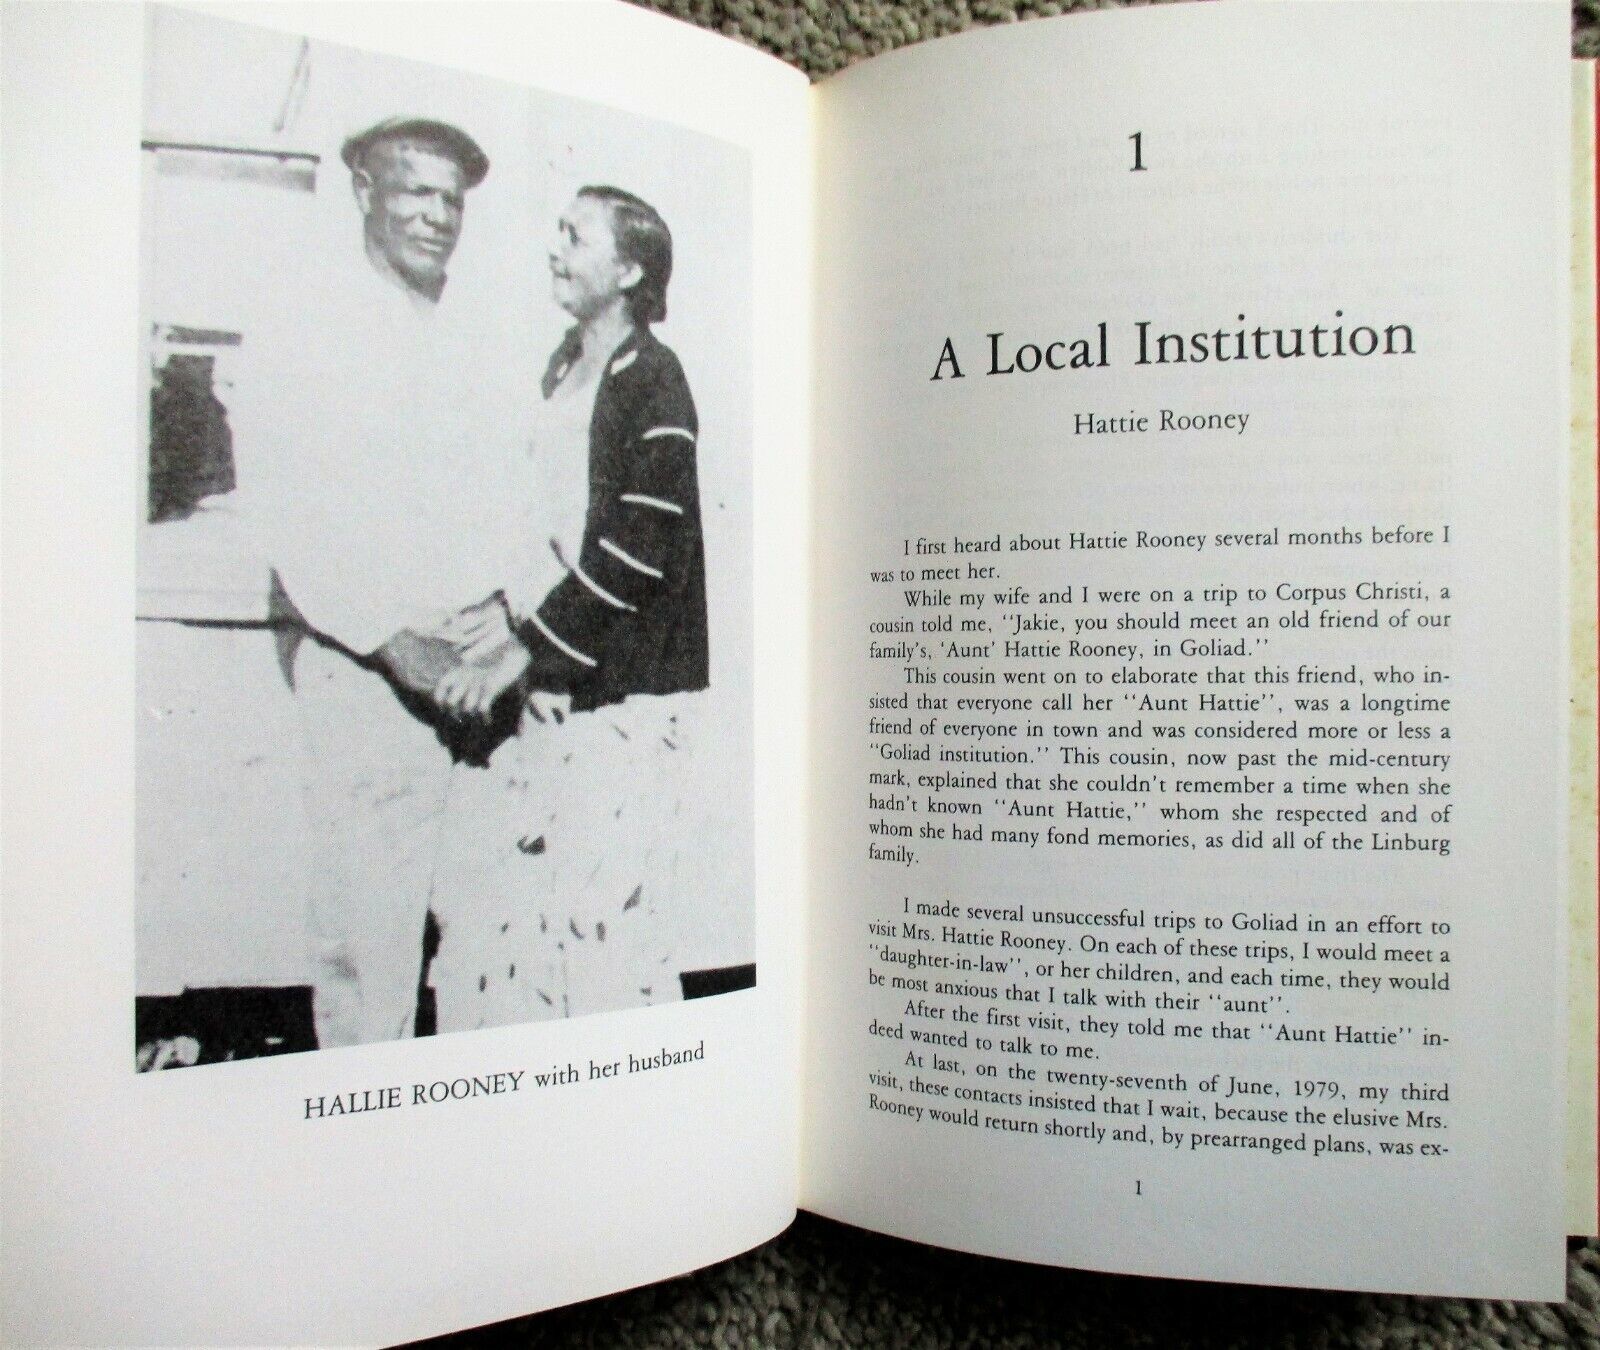 HALLIE ROONEY with her husband
1
A Local Institution
Hattie Rooney
I first heard about Hattie Rooney several months before I
was to meet her.
While my wife and I were on a trip to Corpus Christi, a
cousin told me, "Jakie, you should meet an old friend of our
family's, 'Aunt' Hattie Rooney, in Goliad."
This cousin went on to elaborate that this friend, who in-
sisted that everyone call her "Aunt Hattie", was a longtime
friend of everyone in town and was considered more or less a
"Goliad institution." This cousin, now past the mid-century
mark, explained that she couldn't remember a time when she
hadn't known "Aunt Hattie," whom she respected and of
whom she had many fond memories, as did all of the Linburg
family.
I made several unsuccessful trips to Goliad in an effort to
visit Mrs. Hattie Rooney. On each of these trips, I would meet a
"daughter-in-law", or her children, and each time, they would
be most anxious that I talk with their "aunt".
After the first visit, they told me that "Aunt Hattie" in-
deed wanted to talk to me.
At last, on the twenty-seventh of June, 1979, my third
visit, these contacts insisted that I wait, because the elusive Mrs.
Rooney would return shortly and, by prearranged plans, was ex-
1